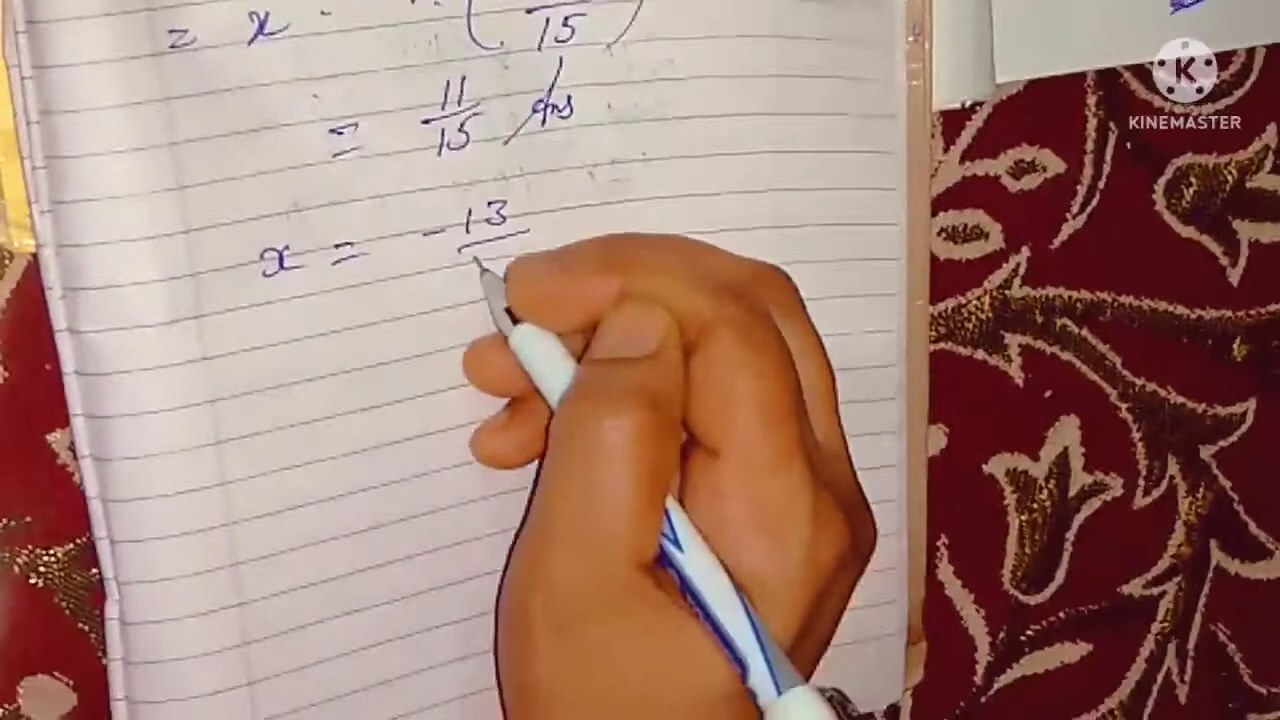 = x
15
= 11/15 Ans
x = -13
K
KINEMASTER